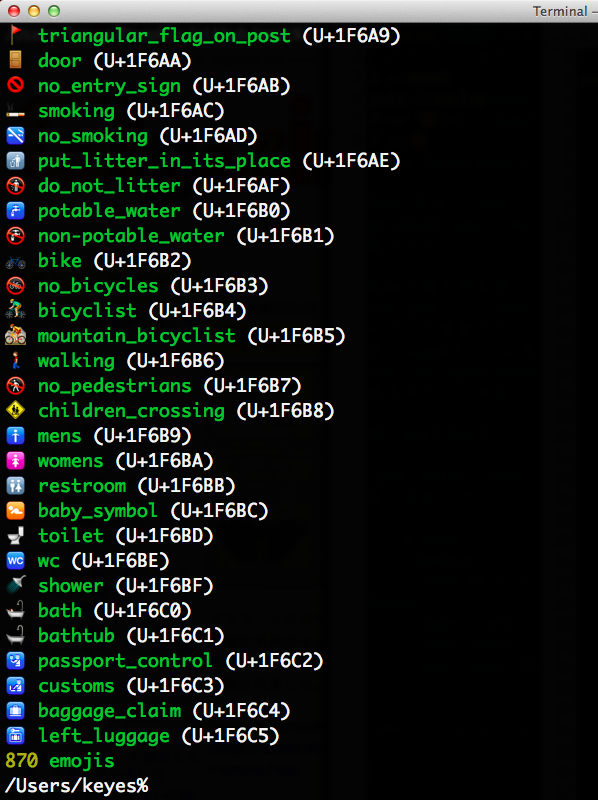 Terminal —
triangular_flag_on_post (U+1F6A9)
door (U+1F6AA)
no_entry_sign (U+1F6AB)
smoking (U+1F6AC)
no_smoking (U+1F6AD)
put_litter_in_its_place (U+1F6AE)
do_not_litter (U+1F6AF)
potable_water (U+1F6B0)
non-potable_water (U+1F6B1)
bike (U+1F6B2)
no_bicycles (U+1F6B3)
bicyclist (U+1F6B4)
mountain_bicyclist (U+1F6B5)
walking (U+1F6B6)
no_pedestrians (U+1F6B7)
children_crossing (U+1F6B8)
mens (U+1F6B9)
womens (U+1F6BA)
restroom (U+1F6BB)
baby_symbol (U+1F6BC)
toilet (U+1F6BD)
WC wc (U+1F6BE)
shower (U+1F6BF)
bath (U+1F6C0)
bathtub (U+1F6C1)
passport_control (U+1F6C2)
customs (U+1F6C3)
baggage_claim (U+1F6C4)
left_luggage (U+1F6C5)
870 emojis
/Users/keyes%